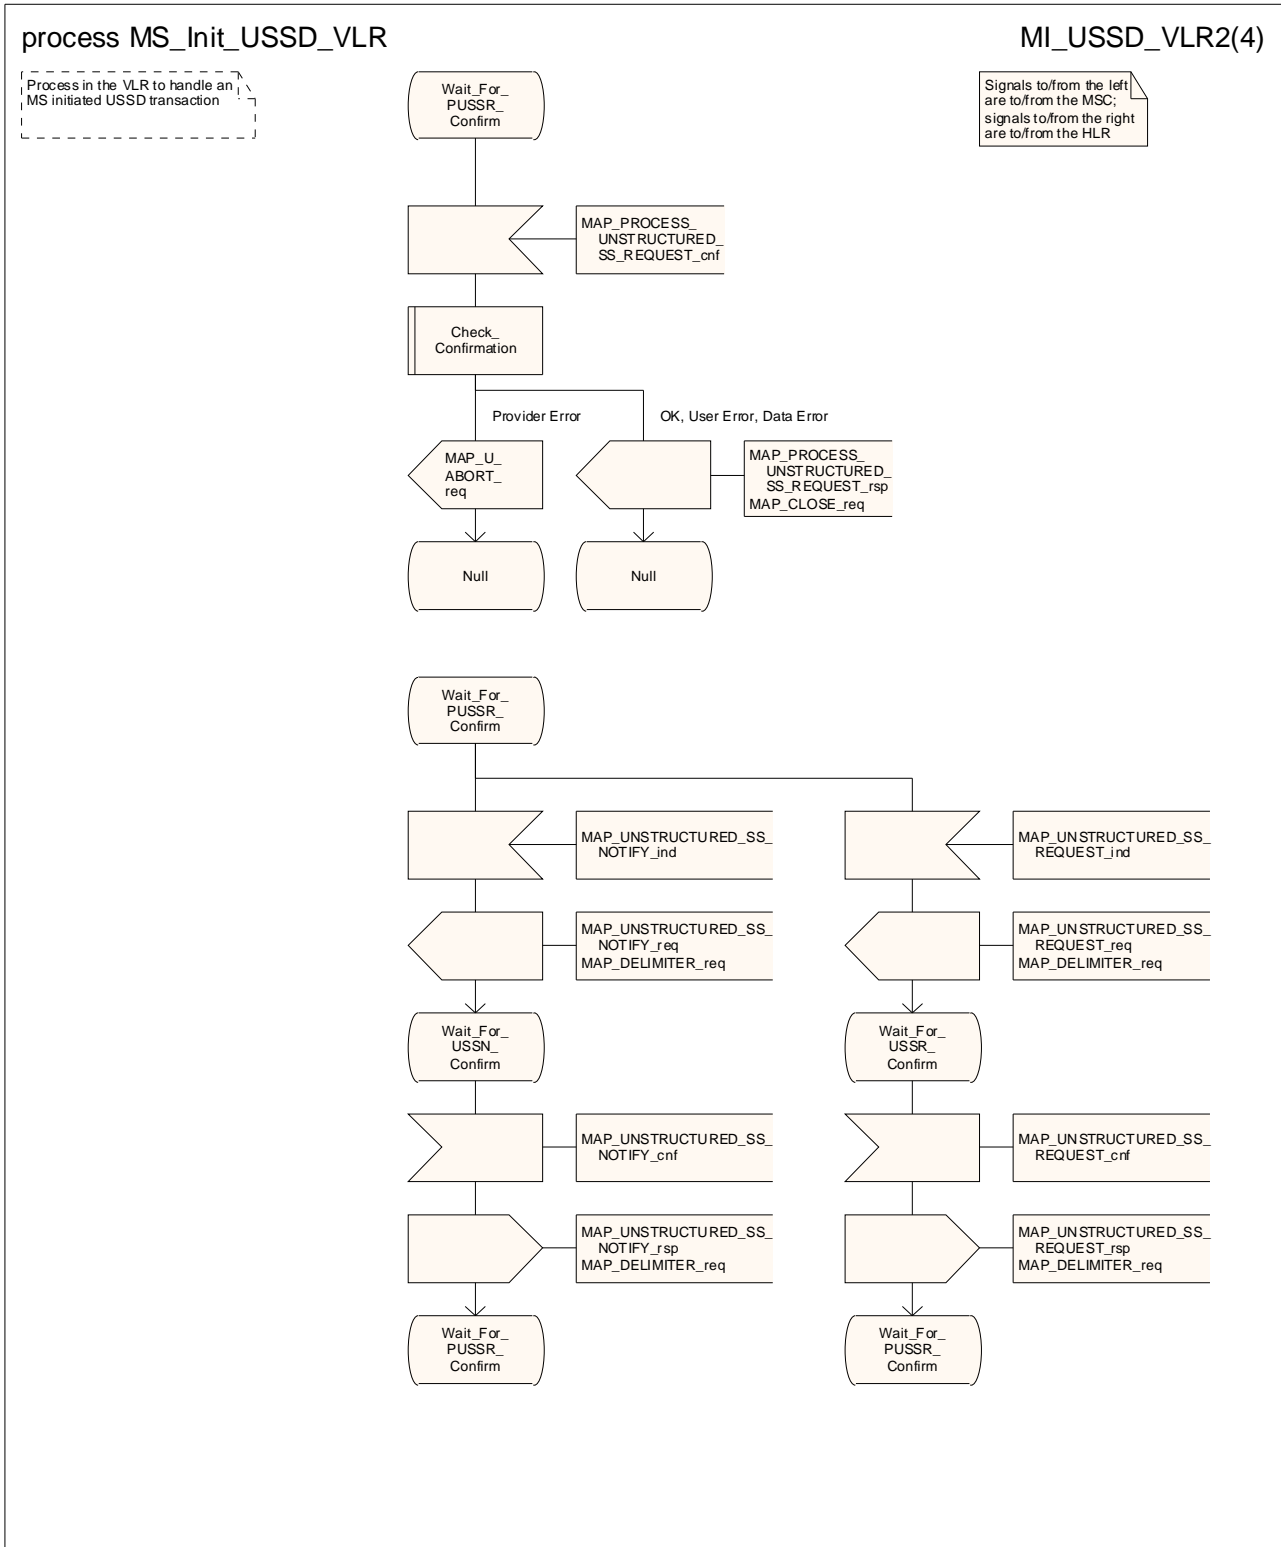 process MS_Init_USSD_VLR
MI_USSD_VLR2(4)
Process in the VLR to handle an
MS initiated USSD transaction
Signals to/from the left
are to/from the MSC;
signals to/from the right
are to/from the HLR
Wait_For_
PUSSR_
Confirm
MAP_PROCESS_
UNSTRUCTURED_
SS_REQUEST_cnf
Check_
Confirmation
Provider Error
OK, User Error, Data Error
MAP_U_
ABORT_
req
MAP_PROCESS_
UNSTRUCTURED_
SS_REQUEST_rsp
MAP_CLOSE_req
Null
Null
Wait_For_
PUSSR_
Confirm
MAP_UNSTRUCTURED_SS_
NOTIFY_ind
MAP_UNSTRUCTURED_SS_
REQUEST_ind
MAP_UNSTRUCTURED_SS_
NOTIFY_req
MAP_DELIMITER_req
MAP_UNSTRUCTURED_SS_
REQUEST_req
MAP_DELIMITER_req
Wait_For_
USSN_
Confirm
Wait_For_
USSR_
Confirm
MAP_UNSTRUCTURED_SS_
NOTIFY_cnf
MAP_UNSTRUCTURED_SS_
REQUEST_cnf
MAP_UNSTRUCTURED_SS_
NOTIFY_rsp
MAP_DELIMITER_req
MAP_UNSTRUCTURED_SS_
REQUEST_rsp
MAP_DELIMITER_req
Wait_For_
PUSSR_
Confirm
Wait_For_
PUSSR_
Confirm